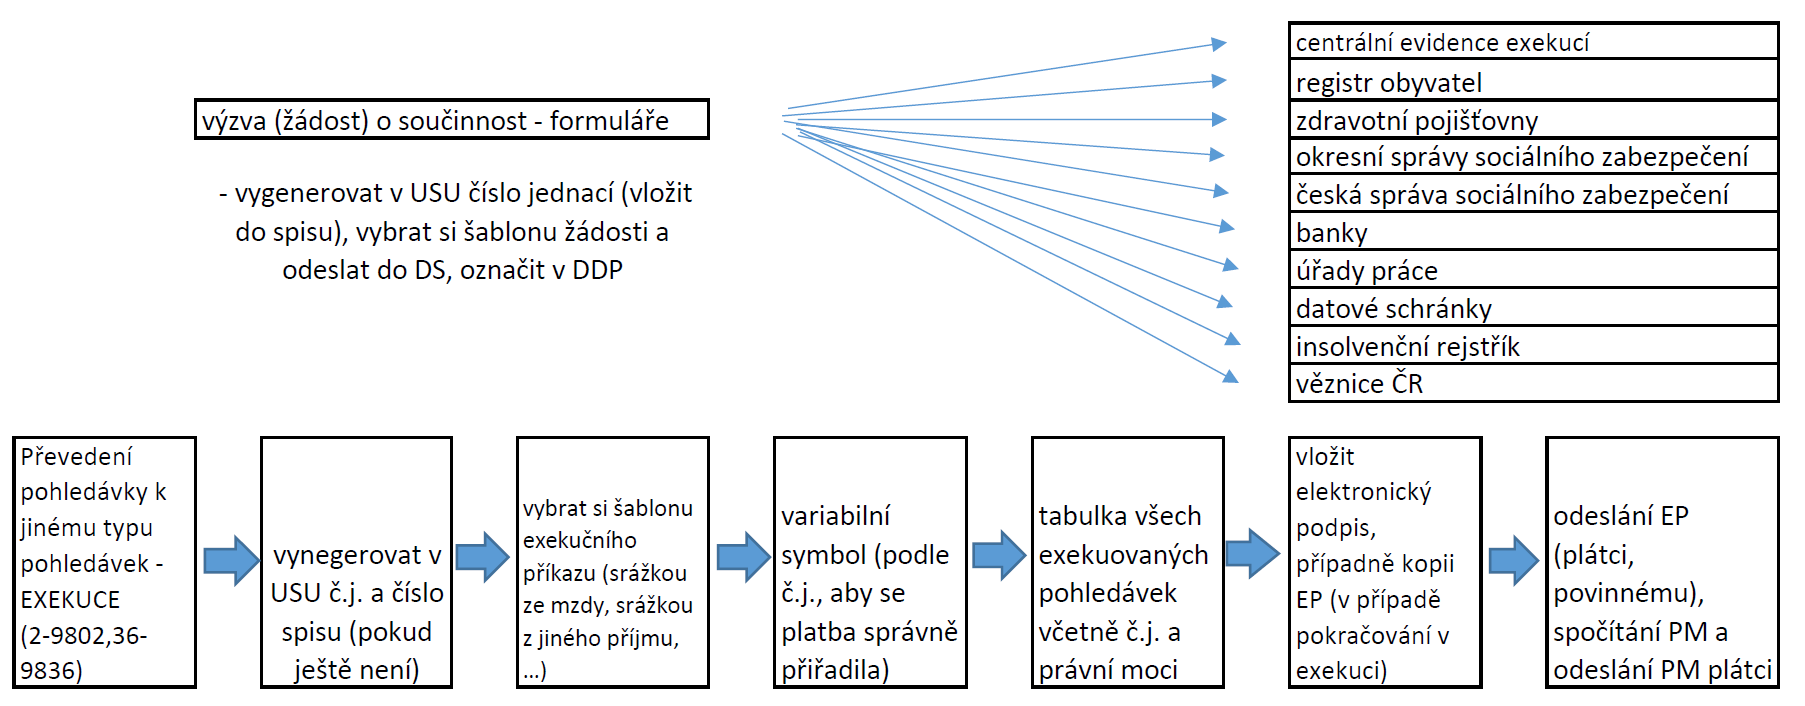 výzva (žádost) o součinnost - formuláře
- vygenerovat v USU číslo jednací (vložit
do spisu), vybrat si šablonu žádosti a
odeslat do DS, označit v DDP
centrální evidence exekucí
registr obyvatel
zdravotní pojišťovny
okresní správy sociálního zabezpečení
česká správa sociálního zabezpečení
banky
úřady práce
datové schránky
insolvenční rejstřík
věznice ČR
Převedení
pohledávky k
jinému typu
pohledávek -
EXEKUCE
(2-9802,36-
9836)
vynegerovat v
USU č.j. a číslo
spisu (pokud
ještě není)
vybrat si šablonu
exekučního
příkazu (srážkou
ze mzdy, srážkou
z jiného příjmu,
...)
variabilní
symbol (podle
č.j., aby se
platba správně
přiřadila)
tabulka všech
exekuovaných
pohledávek
včetně č.j. a
právní moci
vložit
elektronický
podpis,
případně kopii
EP (v případě
pokračování v
exekuci)
odeslání EP
(plátci,
povinnému),
spočítání PM a
odeslání PM plátci